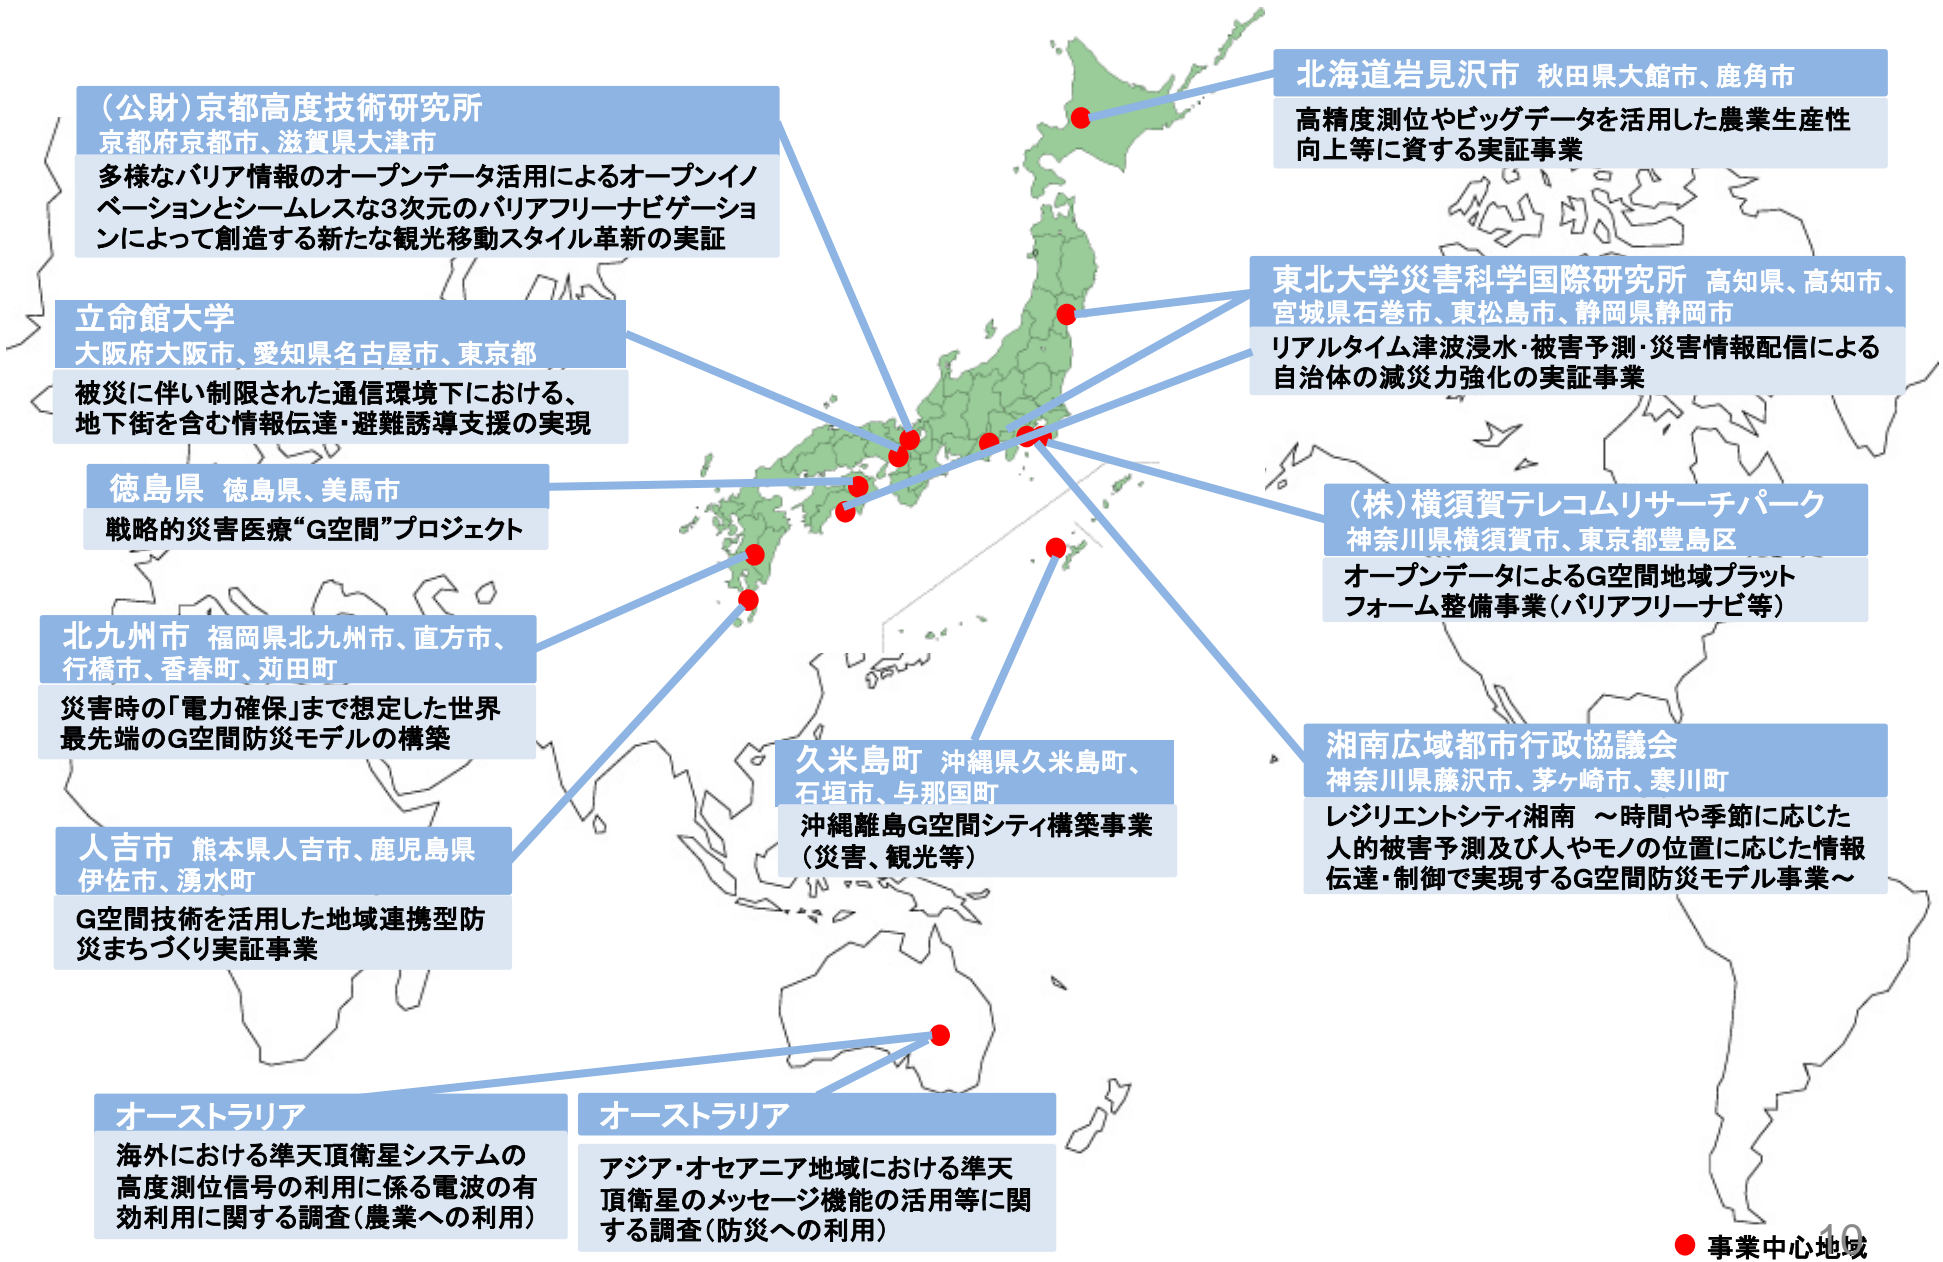 （公財）京都高度技術研究所
京都府京都市、滋賀県大津市
多様なバリア情報のオープンデータ活用によるオープンイノ
ベーションとシームレスな3次元のバリアフリーナビゲーショ
ンによって創造する新たな観光移動スタイル革新の実証
立命館大学
大阪府大阪市、愛知県名古屋市、東京都
被災に伴い制限された通信環境下における、
地下街を含む情報伝達・避難誘導支援の実現
徳島県 徳島県、美馬市
戦略的災害医療“G空間”プロジェクト
北九州市 福岡県北九州市、直方市、
行橋市、香春町、苅田町
災害時の「電力確保」まで想定した世界
最先端のG空間防災モデルの構築
人吉市 熊本県人吉市、鹿児島県
伊佐市、湧水町
G空間技術を活用した地域連携型防
災まちづくり実証事業
北海道岩見沢市 秋田県大館市、鹿角市
高精度測位やビッグデータを活用した農業生産性
向上等に資する実証事業
東北大学災害科学国際研究所 高知県、高知市、
宮城県石巻市、東松島市、静岡県静岡市
リアルタイム津波浸水・被害予測・災害情報配信による
自治体の減災力強化の実証事業
（株）横須賀テレコムリサーチパーク
神奈川県横須賀市、東京都豊島区
オープンデータによるG空間地域プラット
フォーム整備事業（バリアフリーナビ等）
湘南広域都市行政協議会
神奈川県藤沢市、茅ヶ崎市、寒川町
レジリエントシティ湘南 ～時間や季節に応じた
人的被害予測及び人やモノの位置に応じた情報
伝達・制御で実現するG空間防災モデル事業～
久米島町 沖縄県久米島町、
石垣市、与那国町
沖縄離島G空間シティ構築事業
（災害、観光等）
オーストラリア
海外における準天頂衛星システムの
高度測位信号の利用に係る電波の有
効利用に関する調査（農業への利用）
オーストラリア
アジア・オセアニア地域における準天
頂衛星のメッセージ機能の活用等に関
する調査（防災への利用）
事業中心地域
10